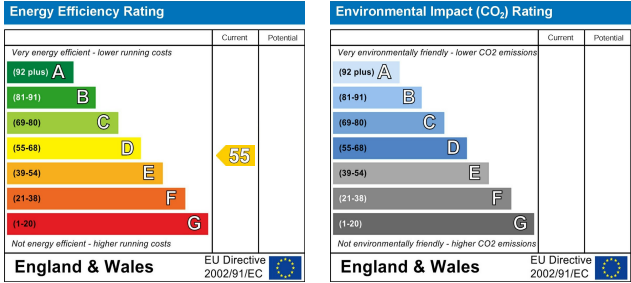 Energy Efficiency Rating
Current Potential
Very energy efficient - lower running costs
(92 plus) A
(81-91) B
(69-80) C
(55-68) D
55
(39-54) E
(21-38) F
(1-20) G
Not energy efficient - higher running costs
England & Wales
EU Directive
2002/91/EC
Environmental Impact (CO₂) Rating
Current Potential
Very environmentally friendly - lower CO2 emissions
(92 plus) A
(81-91) B
(69-80) C
(55-68) D
(39-54) E
(21-38) F
(1-20) G
Not environmentally friendly - higher CO2 emissions
England & Wales
EU Directive
2002/91/EC